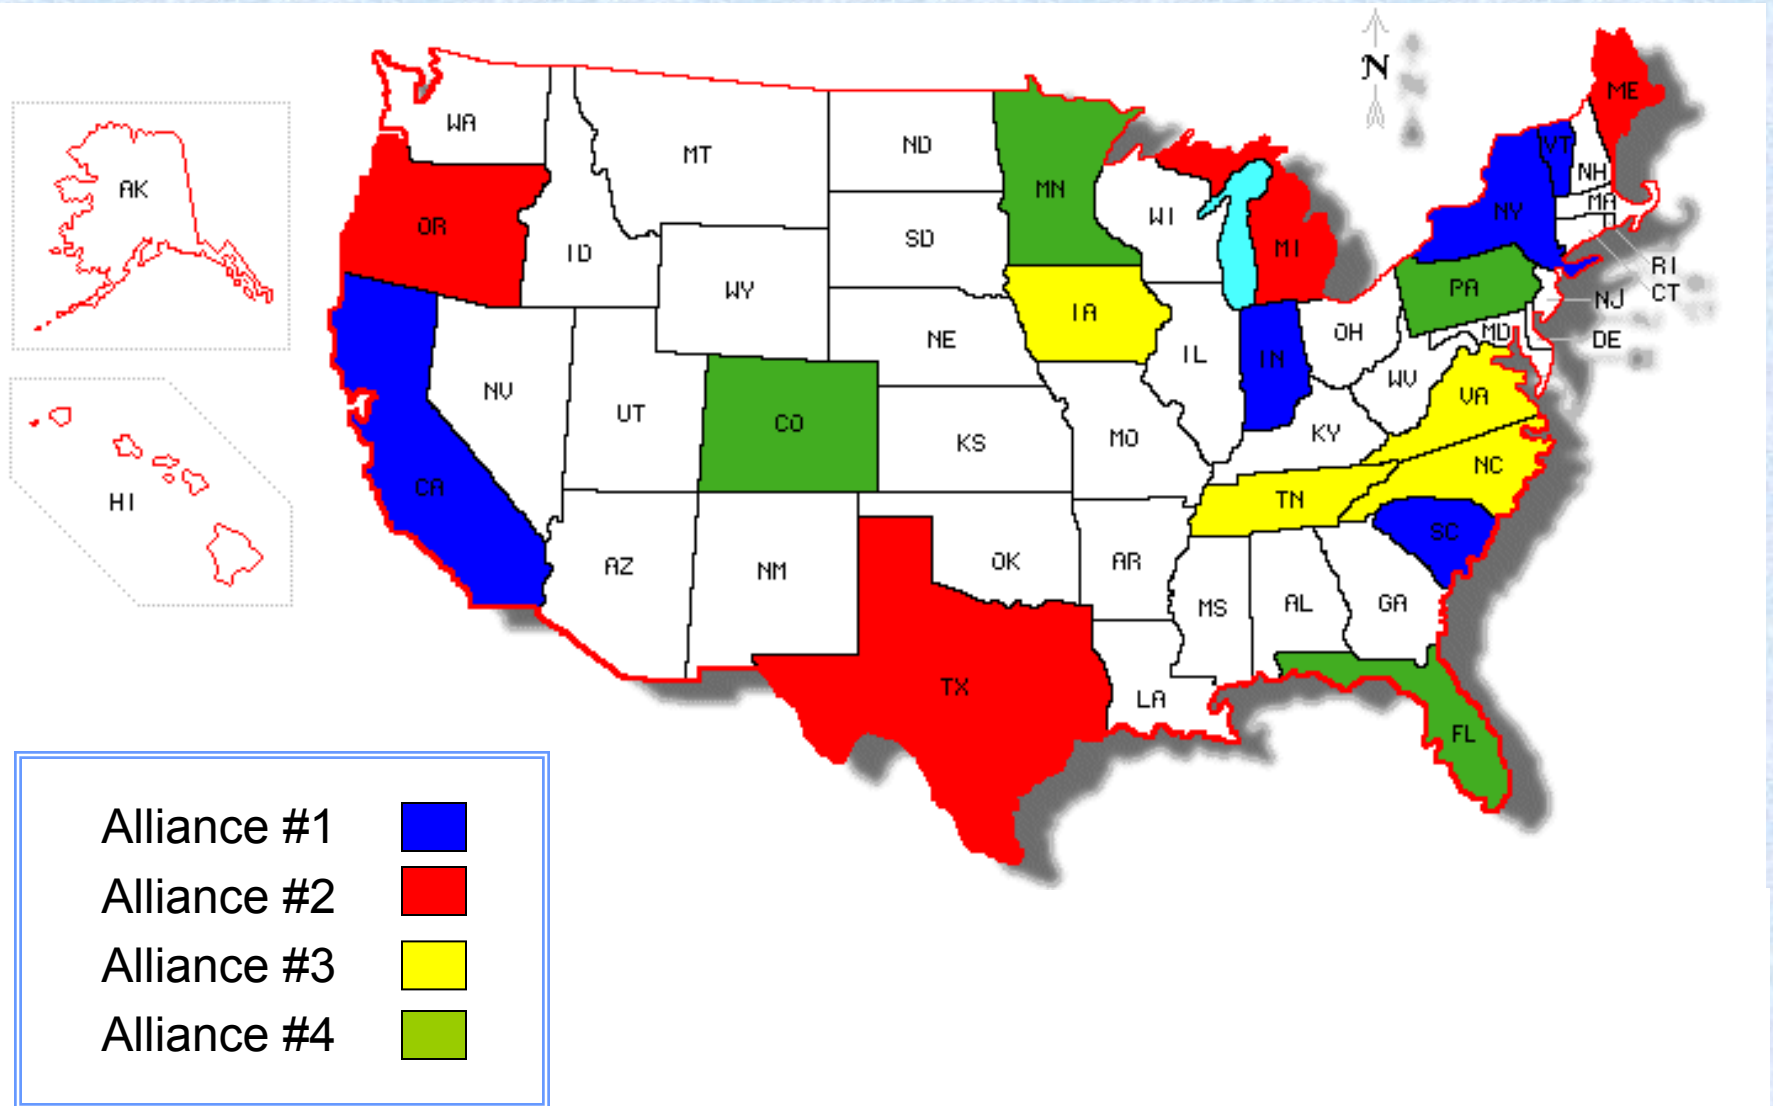 N
ME
WA
VT
ND
MT
NH
AK
MN
MA
NY
WI
OR
SD
MI
ID
RI
WY
PA
CT
NJ
IA
MD
OH
DE
NE
IL
IN
WV
NV
VA
UT
CO
KY
MO
KS
NC
CA
TN
HI
SC
OK
AR
AZ
NM
AL
GA
MS
TX
LA
FL
Alliance #1
Alliance #2
Alliance #3
Alliance #4